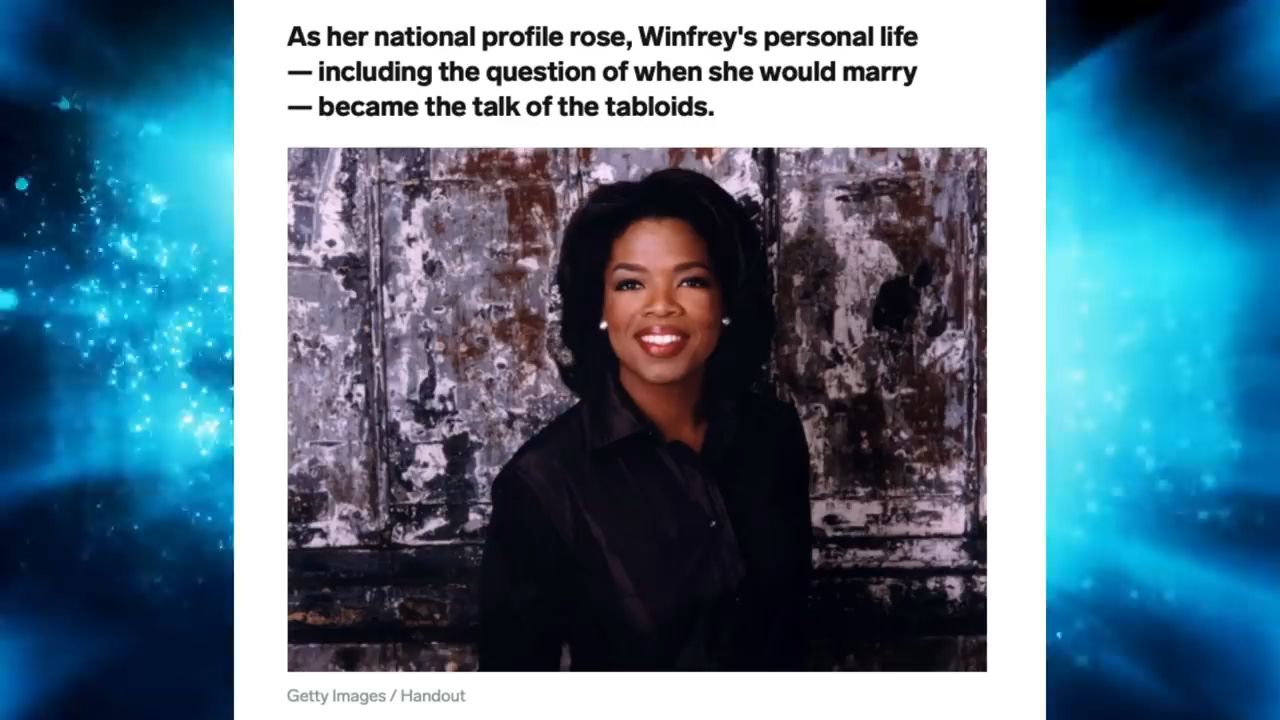 As her national profile rose, Winfrey's personal life
— including the question of when she would marry
— became the talk of the tabloids.
Getty Images / Handout